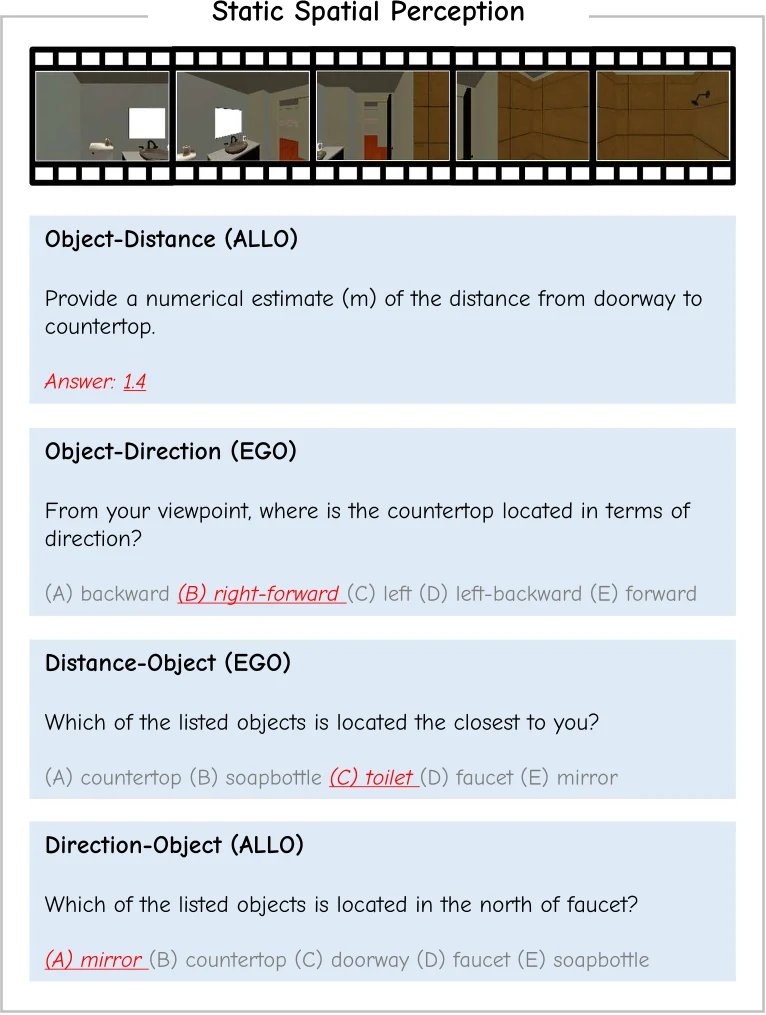 Static Spatial Perception
Object-Distance (ALLO)
Provide a numerical estimate (m) of the distance from doorway to
countertop.
Answer: 1.4
Object-Direction (EGO)
From your viewpoint, where is the countertop located in terms of
direction?
(A) backward (B) right-forward (C) left (D) left-backward (E) forward
Distance-Object (EGO)
Which of the listed objects is located the closest to you?
(A) countertop (B) soapbottle (C) toilet (D) faucet (E) mirror
Direction-Object (ALLO)
Which of the listed objects is located in the north of faucet?
(A) mirror (B) countertop (C) doorway (D) faucet (E) soapbottle